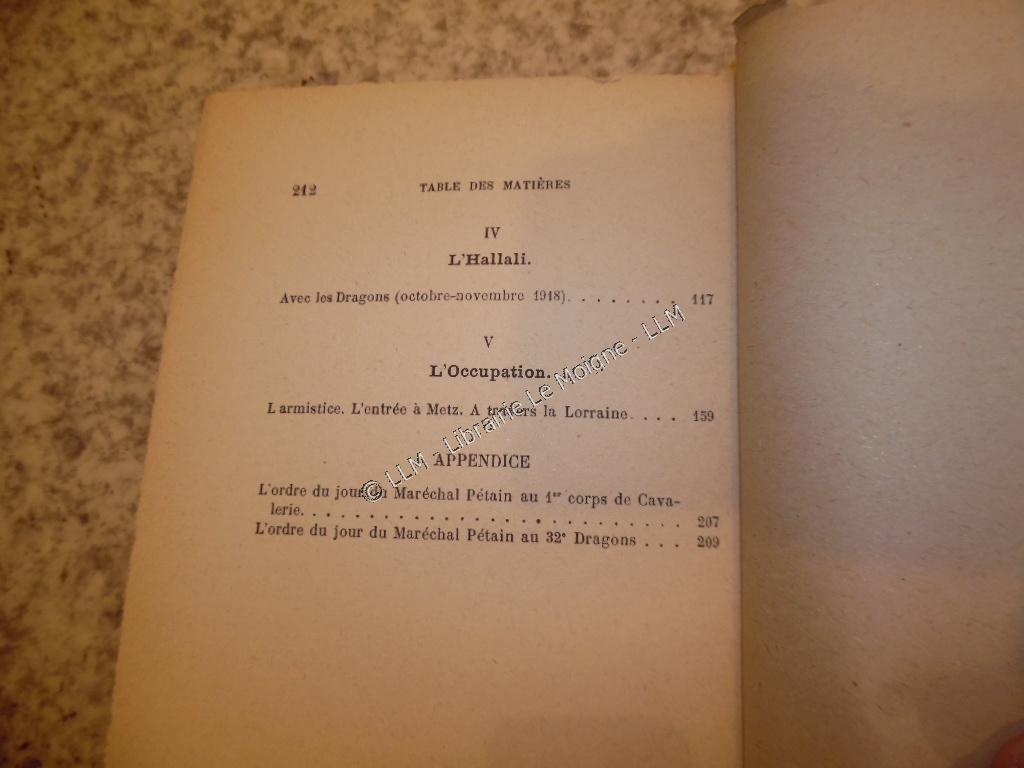 212 TABLE DES MATIÈRES
IV
L'Hallali.
Avec les Dragons (octobre-novembre 1918). . . . . . . . . 117
V
L'Occupation.
L'armistice. L'entrée à Metz. A travers la Lorraine. . . . 159
APPENDICE
L'ordre du jour du Maréchal Pétain au 1er corps de Cava-
lerie. . . . . . . . . . . . . . . . . . . . . . . . . . . . 207
L'ordre du jour du Maréchal Pétain au 32e Dragons . . . 209
© LLM - Librairie Le Moigne - LLM